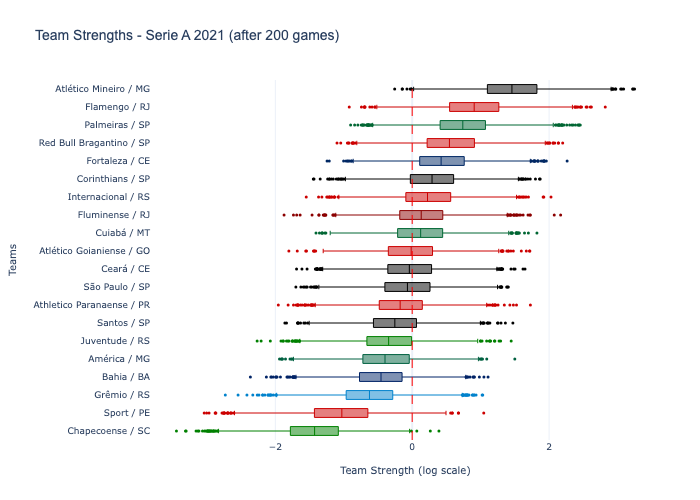 Team Strengths - Serie A 2021 (after 200 games)
Atlético Mineiro / MG
Flamengo / RJ
Palmeiras / SP
Red Bull Bragantino / SP
Fortaleza / CE
Corinthians / SP
Internacional / RS
Fluminense / RJ
Cuiabá / MT
Atlético Goianiense / GO
Ceará / CE
São Paulo / SP
Athletico Paranaense / PR
Santos / SP
Juventude / RS
América / MG
Bahia / BA
Grêmio / RS
Sport / PE
Chapecoense / SC
Teams
−2 0 2
Team Strength (log scale)